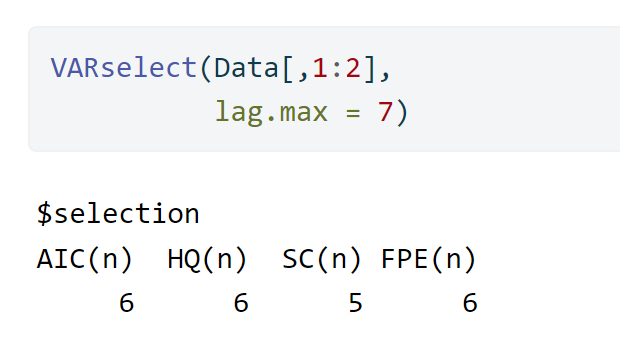 VARselect(Data[,1:2],
          lag.max = 7)
$selection
AIC(n)  HQ(n)  SC(n) FPE(n)
     6      6      5      6